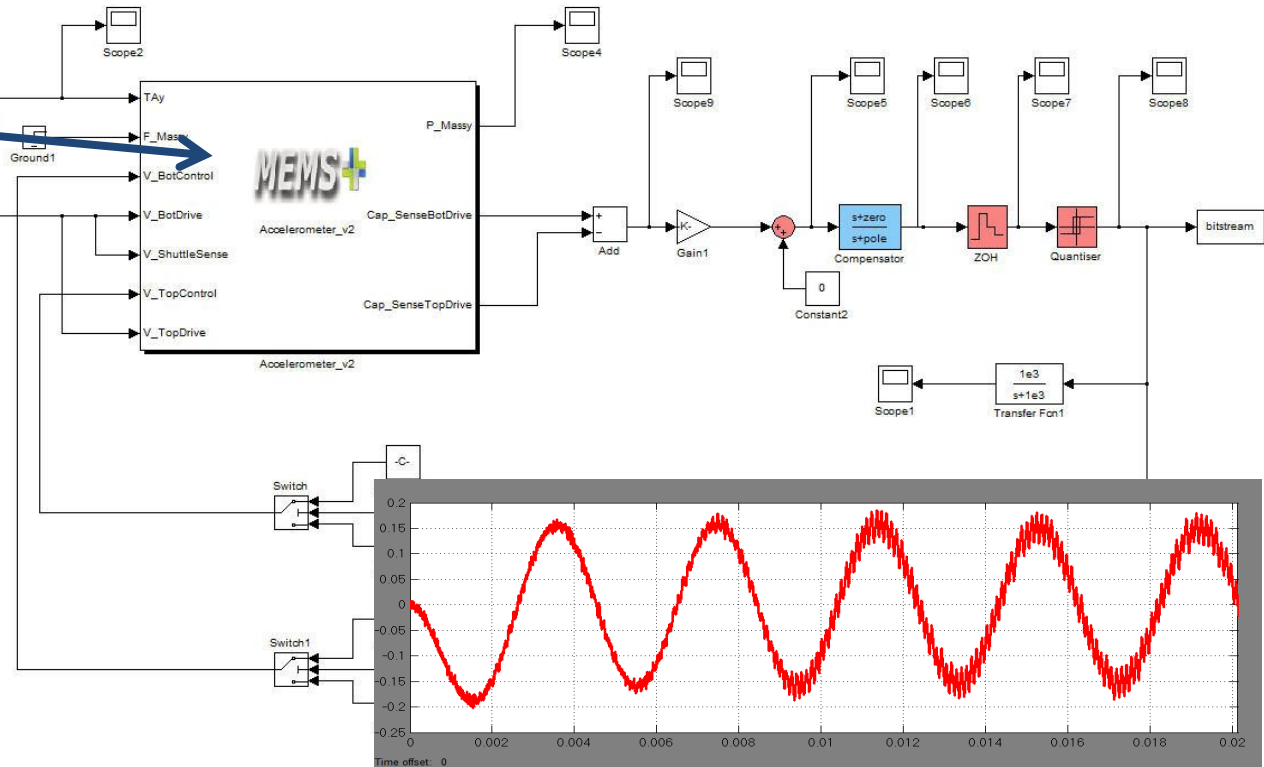 Scope2
Scope4
TAy
F_Massy
Ground1
V_BotControl
V_BotDrive
V_ShuttleSense
V_TopControl
V_TopDrive
MEMS+
Accelerometer_v2
P_Massy
Cap_SenseBotDrive
Cap_SenseTopDrive
Accelerometer_v2
+
−
Add
Scope9
-K-
Gain1
+
+
0
Constant2
Scope5
s+zero
s+pole
Compensator
Scope6
ZOH
Scope7
Quantiser
Scope8
bitstream
1e3
s+1e3
Transfer Fcn1
Scope1
-C-
Switch
Switch1
0.2
0.15
0.1
0.05
0
-0.05
-0.1
-0.15
-0.2
-0.25
0
0.002
0.004
0.006
0.008
0.01
0.012
0.014
0.016
0.018
0.02
Time offset: 0